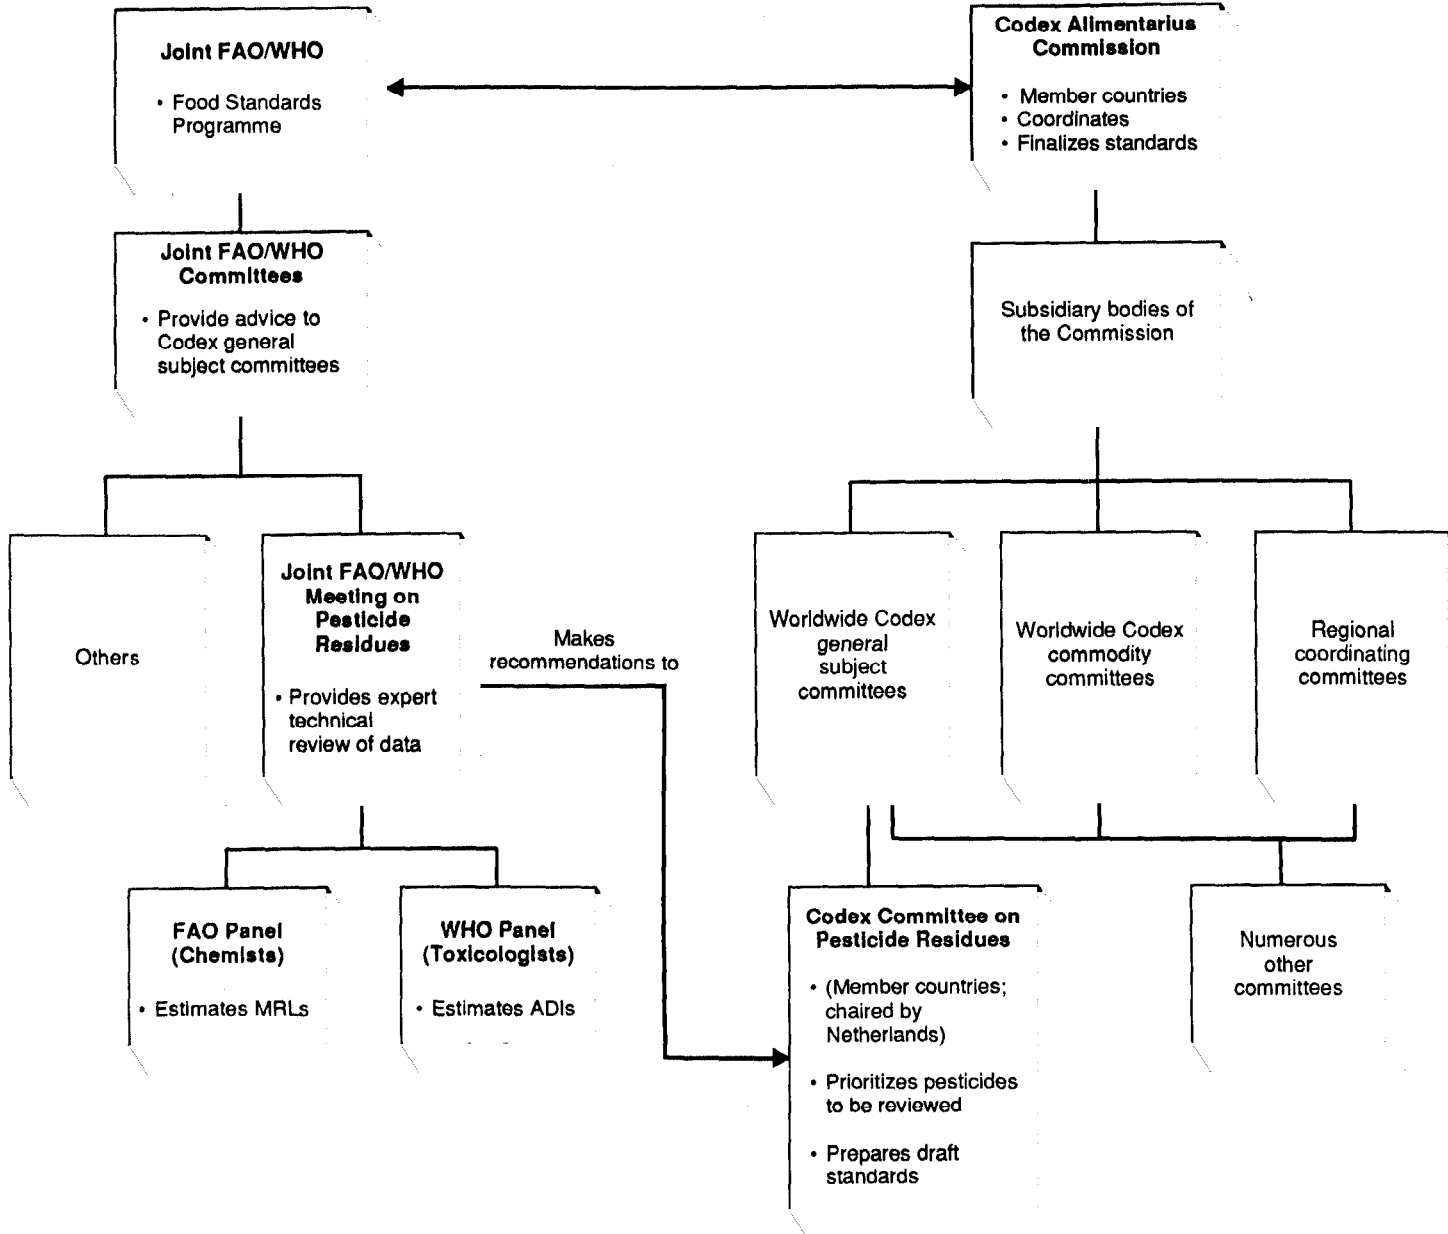 Joint FAO/WHO
• Food Standards
Programme
Codex Alimentarius
Commission
• Member countries
• Coordinates
• Finalizes standards
Joint FAO/WHO
Committees
• Provide advice to
Codex general
subject committees
Subsidiary bodies of
the Commission
Others
Joint FAO/WHO
Meeting on
Pesticide
Residues
• Provides expert
technical
review of data
Makes
recommendations to
Worldwide Codex
general
subject
committees
Worldwide Codex
commodity
committees
Regional
coordinating
committees
FAO Panel
(Chemists)
• Estimates MRLs
WHO Panel
(Toxicologists)
• Estimates ADIs
Codex Committee on
Pesticide Residues
• (Member countries;
chaired by
Netherlands)
• Prioritizes pesticides
to be reviewed
• Prepares draft
standards
Numerous
other
committees